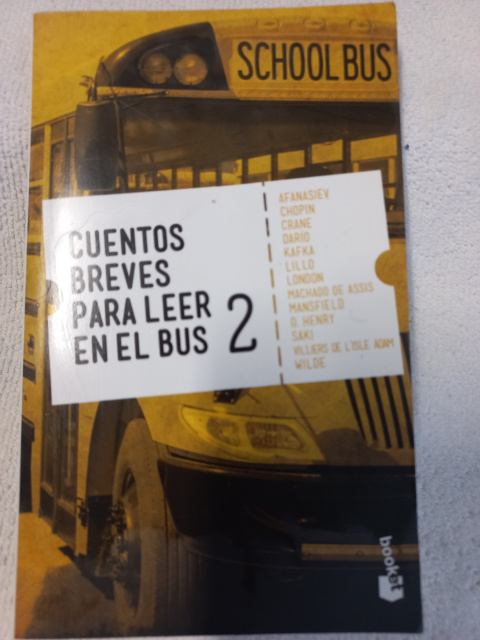 SCHOOL BUS
CUENTOS
BREVES
PARA LEER
EN EL BUS 2
AFANASIEV
CHOPIN
CRANE
DARÍO
KAFKA
LILLO
LONDON
MACHADO DE ASSIS
MANSFIELD
O. HENRY
SAKI
VILLIERS DE L'ISLE ADAM
WILDE
book